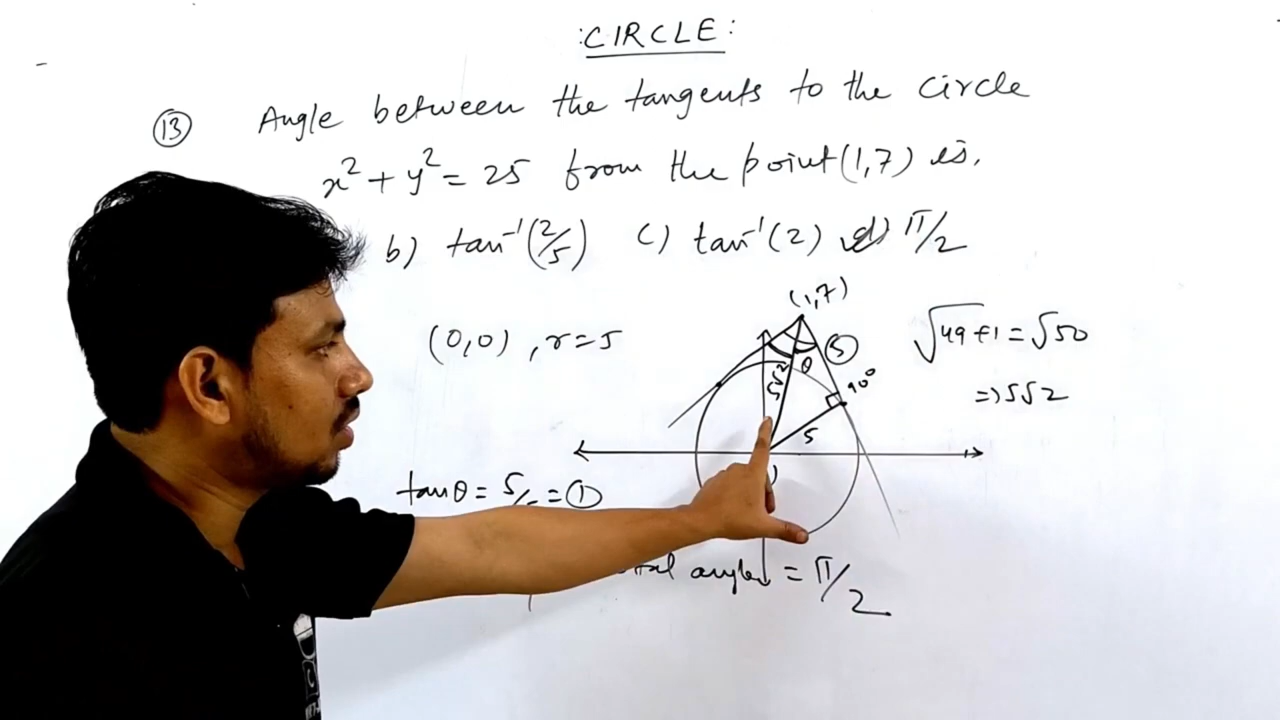 :CIRCLE:
⑬ Angle between the tangents to the circle
x² + y² = 25 from the point (1,7) is,
b) tan⁻¹(2/5) c) tan⁻¹(2) d) π/2
(1,7)
(0,0) , r=5
√49+1 = √50
⇒ 5√2
5√2
θ
⑤
90°
5
tanθ = 5/ = ①
angle = π/2